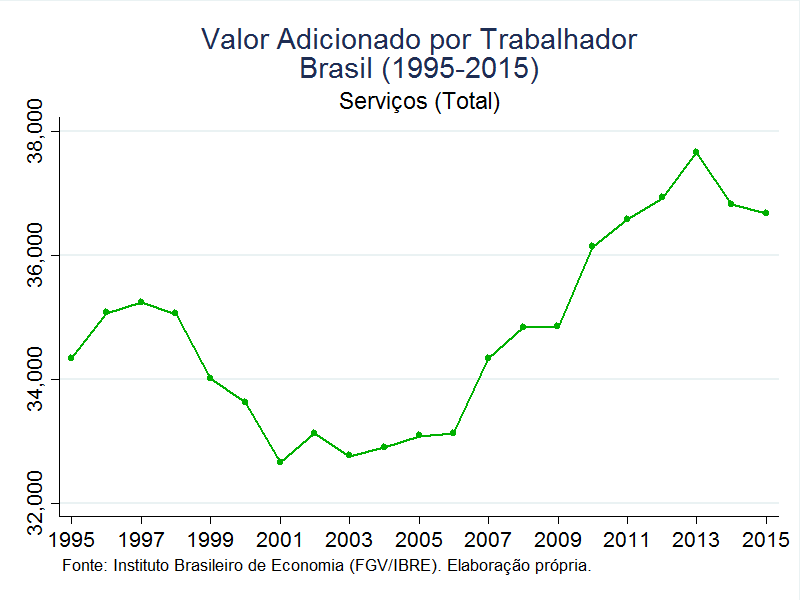 Valor Adicionado por Trabalhador
Brasil (1995-2015)
Serviços (Total)
38,000
36,000
34,000
32,000
1995 1997 1999 2001 2003 2005 2007 2009 2011 2013 2015
Fonte: Instituto Brasileiro de Economia (FGV/IBRE). Elaboração própria.